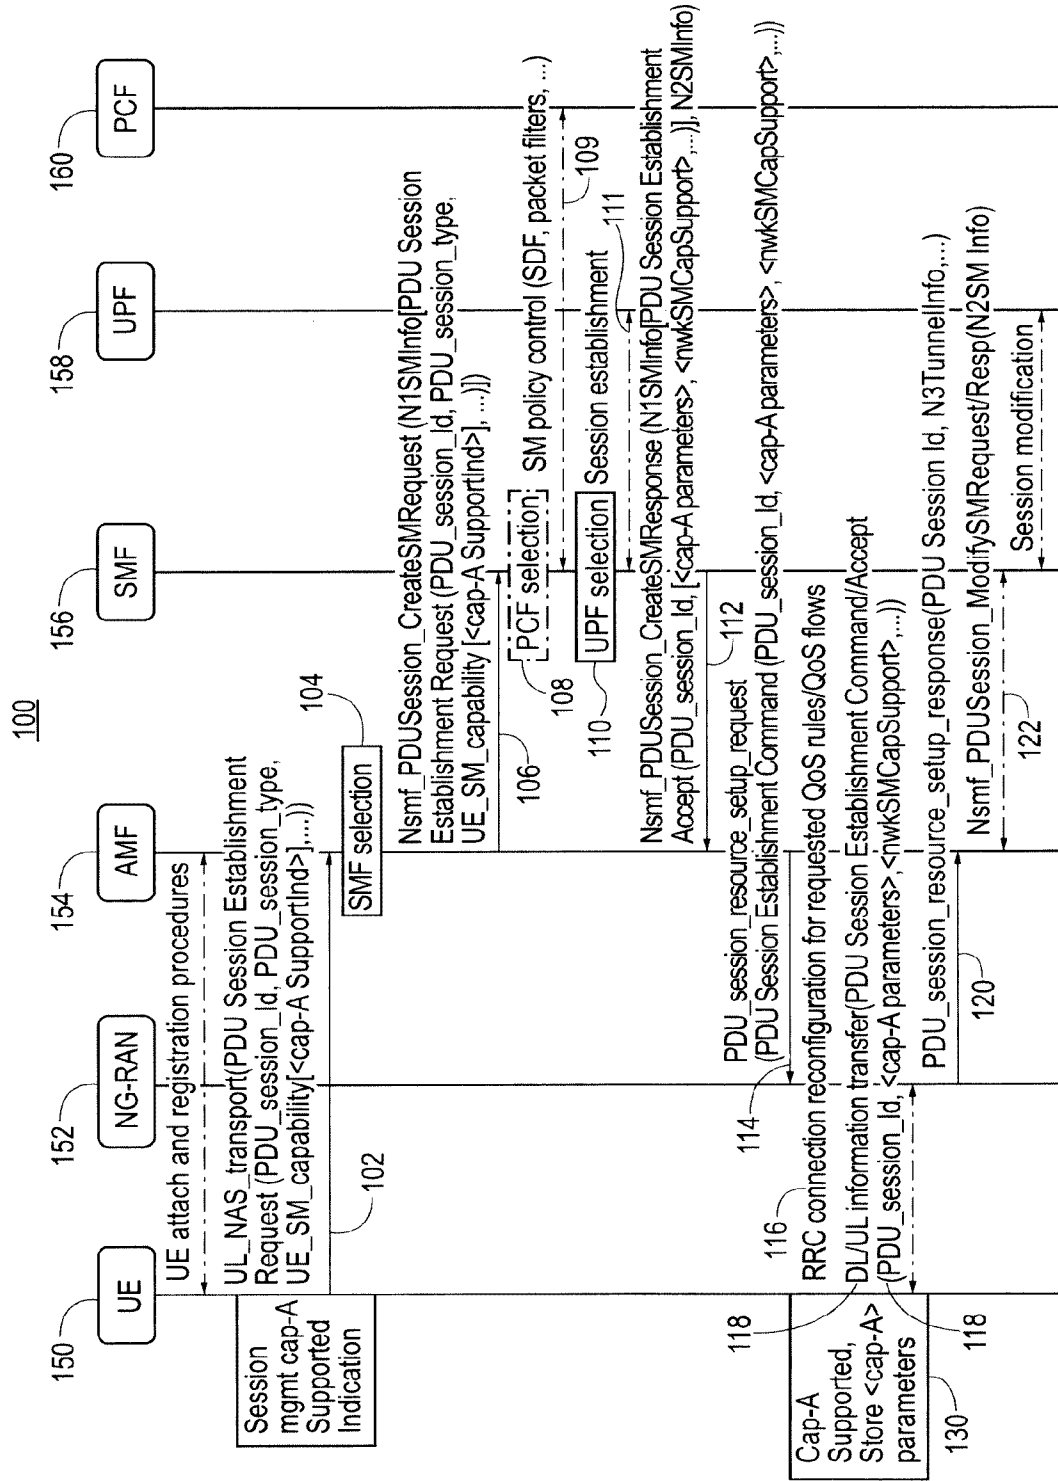 100
150
152
154
156
158
160
UE
NG-RAN
AMF
SMF
UPF
PCF
UE attach and registration procedures
Session
mgmt cap-A
Supported
Indication
UL_NAS_transport(PDU Session Establishment
Request (PDU_session_Id, PDU_session_type,
UE_SM_capability[<cap-A SupportInd>],....))
102
104
SMF selection
Nsmf_PDUSession_CreateSMRequest (N1SMInfo[PDU Session
Establishment Request (PDU_session_Id, PDU_session_type,
UE_SM_capability [<cap-A SupportInd>], ...)])
106
PCF selection
108
SM policy control (SDF, packet filters, ...)
109
UPF selection
110
Session establishment
111
Nsmf_PDUSession_CreateSMResponse (N1SMInfo[PDU Session Establishment
Accept (PDU_session_Id, [<cap-A parameters>, <nwkSMCapSupport>,...)], N2SMInfo)
112
PDU_session_resource_setup_request
(PDU Session Establishment Command (PDU_session_Id, <cap-A parameters>, <nwkSMCapSupport>,...))
114
116
RRC connection reconfiguration for requested QoS rules/QoS flows
118
DL/UL information transfer(PDU Session Establishment Command/Accept
(PDU_session_Id, <cap-A parameters>,<nwkSMCapSupport>,...))
118
Cap-A
Supported,
Store <cap-A>
parameters
130
PDU_session_resource_setup_response(PDU Session Id, N3TunnelInfo,...)
120
Nsmf_PDUSession_ModifySMRequest/Resp(N2SM Info)
122
Session modification